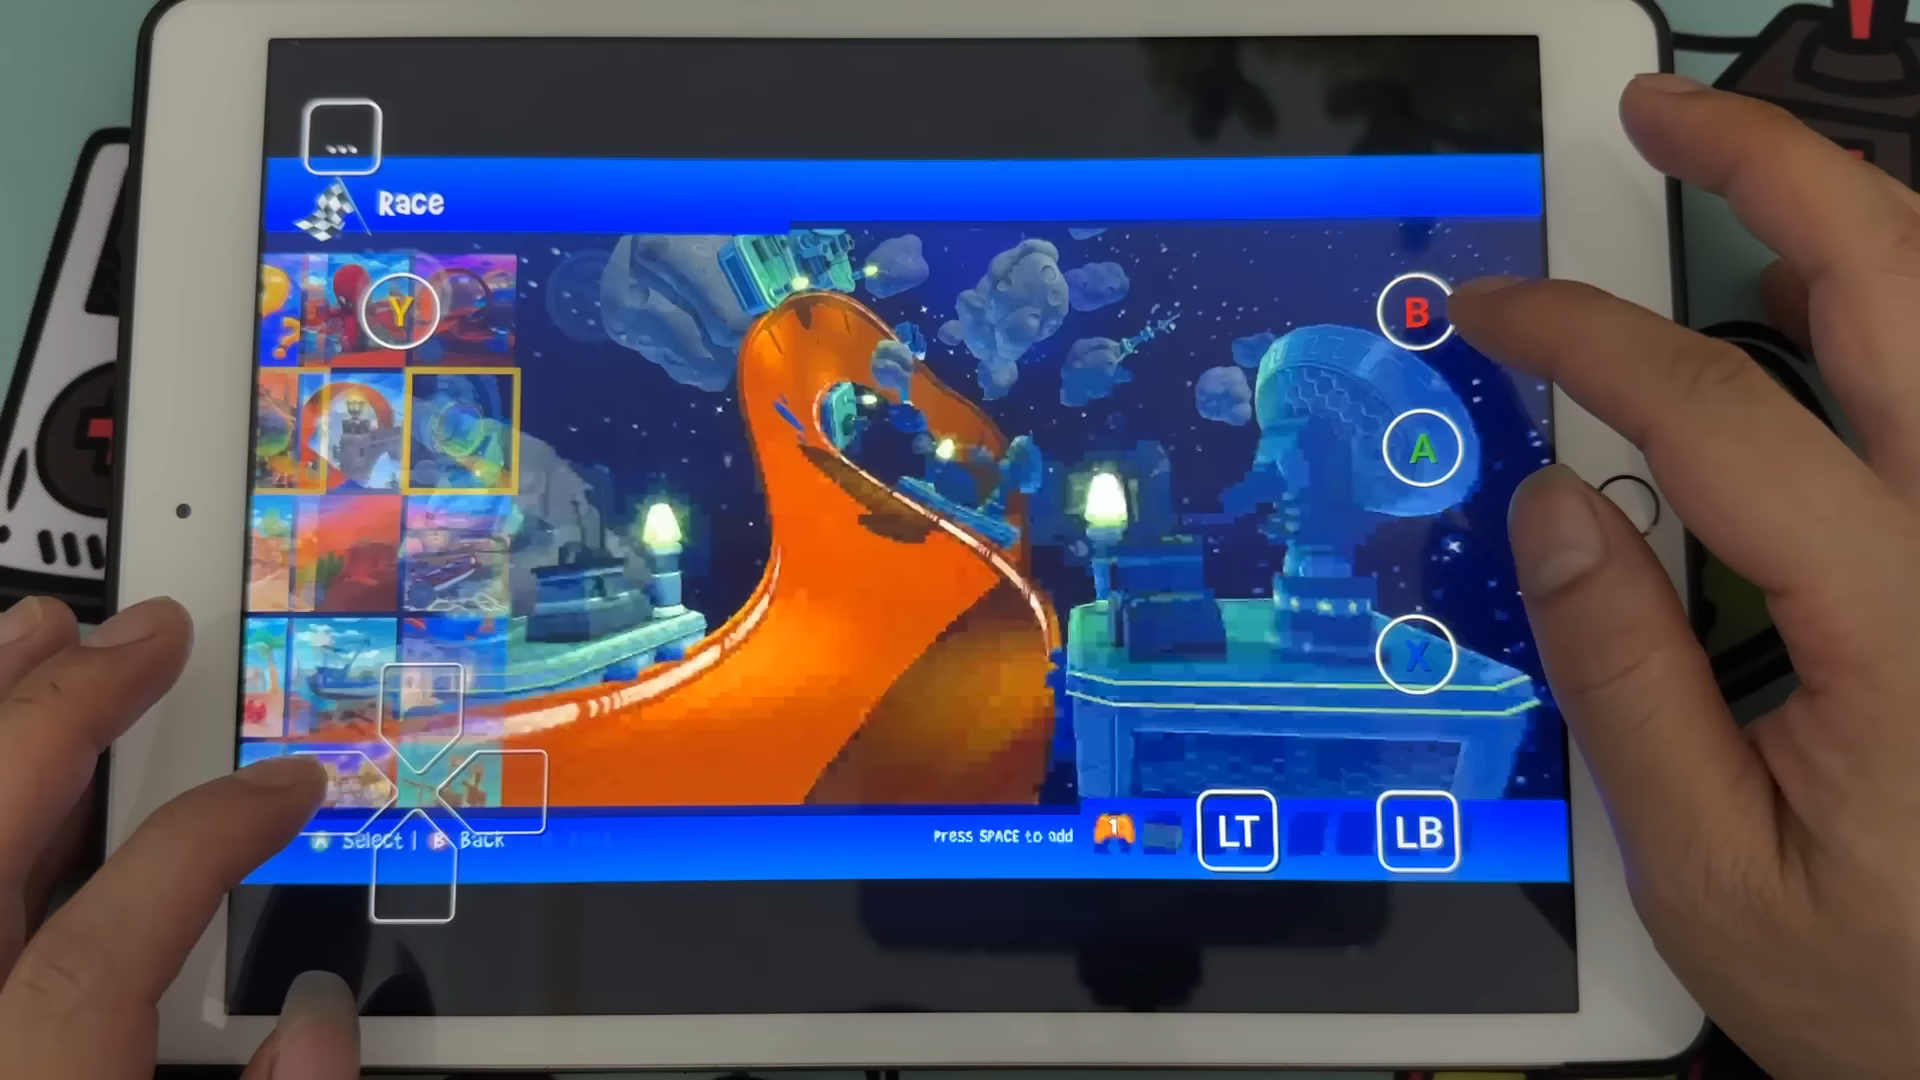 ...
Race
Y
B
A
X
A Select | B Back
Press SPACE to add
1
LT
LB